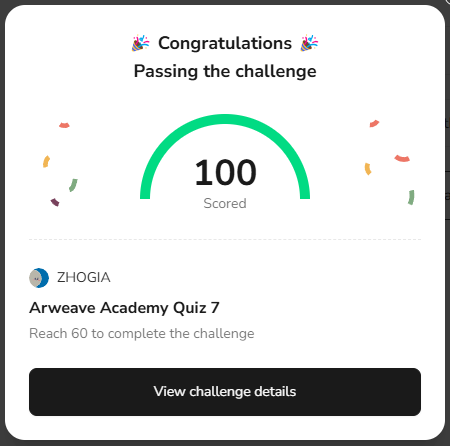 🎉 Congratulations 🎉
Passing the challenge
100
Scored
ZHOGIA
Arweave Academy Quiz 7
Reach 60 to complete the challenge
View challenge details